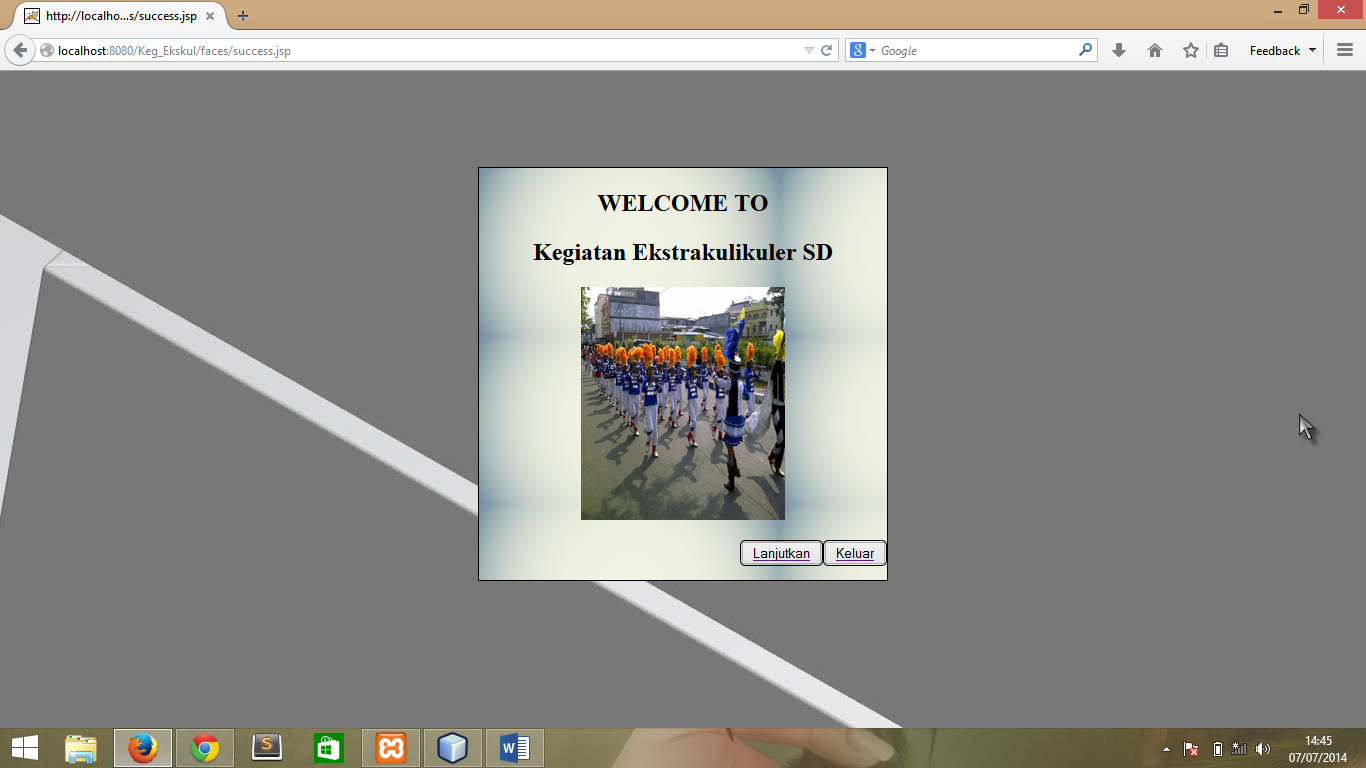 http://localho...s/success.jsp
localhost:8080/Keg_Ekskul/faces/success.jsp
Google
Feedback
WELCOME TO
Kegiatan Ekstrakulikuler SD
Lanjutkan Keluar
14:45
07/07/2014